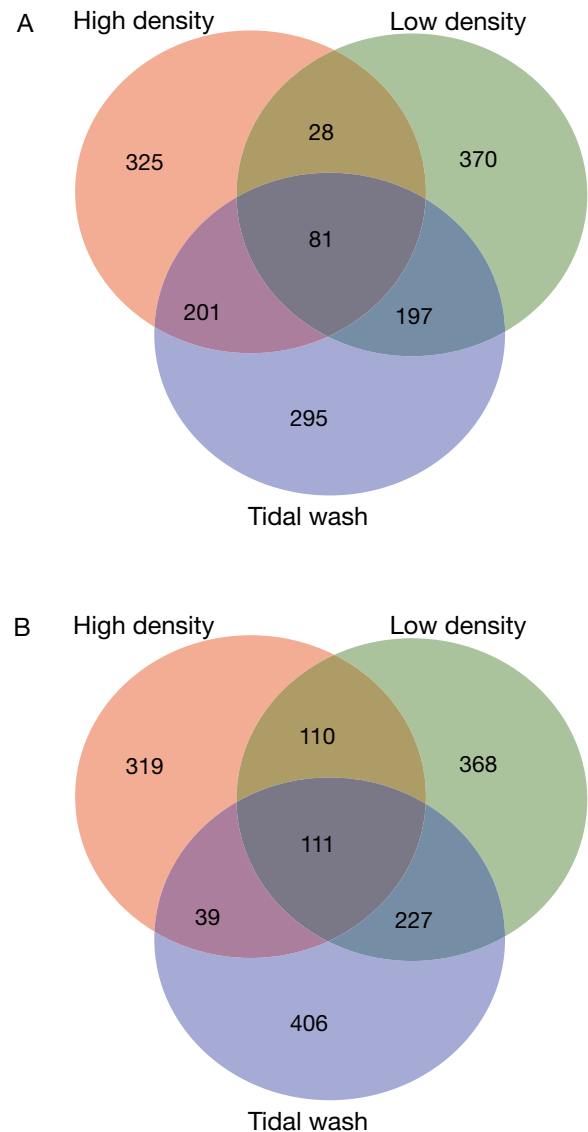 A
High density Low density
28
325 370
81
201 197
295
Tidal wash
B
High density Low density
110
319 368
111
39 227
406
Tidal wash